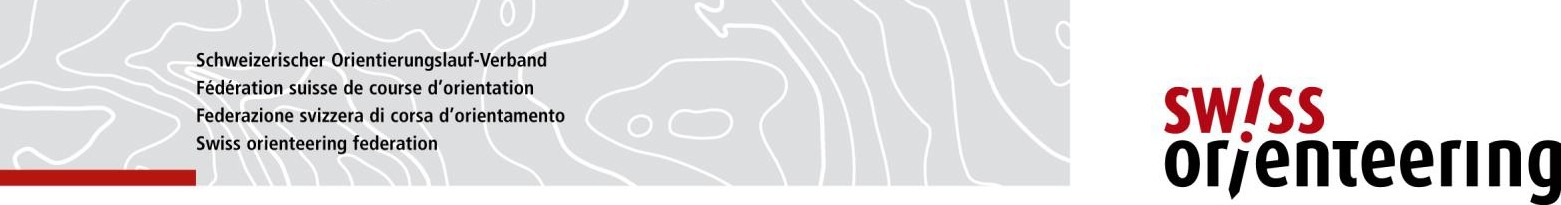 Schweizerischer Orientierungslauf-Verband
Fédération suisse de course d'orientation
Federazione svizzera di corsa d'orientamento
Swiss orienteering federation
swiss
orienteering